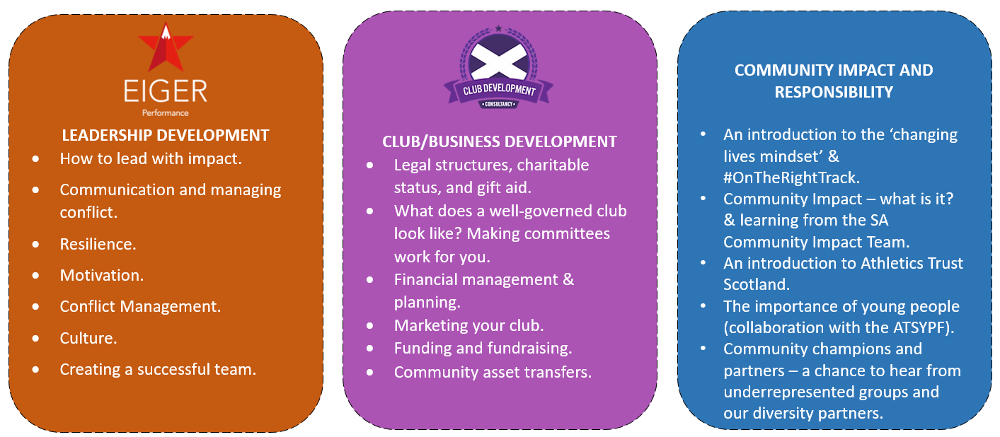 EIGER
Performance
LEADERSHIP DEVELOPMENT
• How to lead with impact.
• Communication and managing
conflict.
• Resilience.
• Motivation.
• Conflict Management.
• Culture.
• Creating a successful team.
CLUB DEVELOPMENT
• CONSULTANCY •
CLUB/BUSINESS DEVELOPMENT
• Legal structures, charitable
status, and gift aid.
• What does a well-governed club
look like? Making committees
work for you.
• Financial management &
planning.
• Marketing your club.
• Funding and fundraising.
• Community asset transfers.
COMMUNITY IMPACT AND
RESPONSIBILITY
• An introduction to the ‘changing
lives mindset’ &
#OnTheRightTrack.
• Community Impact – what is it?
& learning from the SA
Community Impact Team.
• An introduction to Athletics Trust
Scotland.
• The importance of young people
(collaboration with the ATSYPF).
• Community champions and
partners – a chance to hear from
underrepresented groups and
our diversity partners.